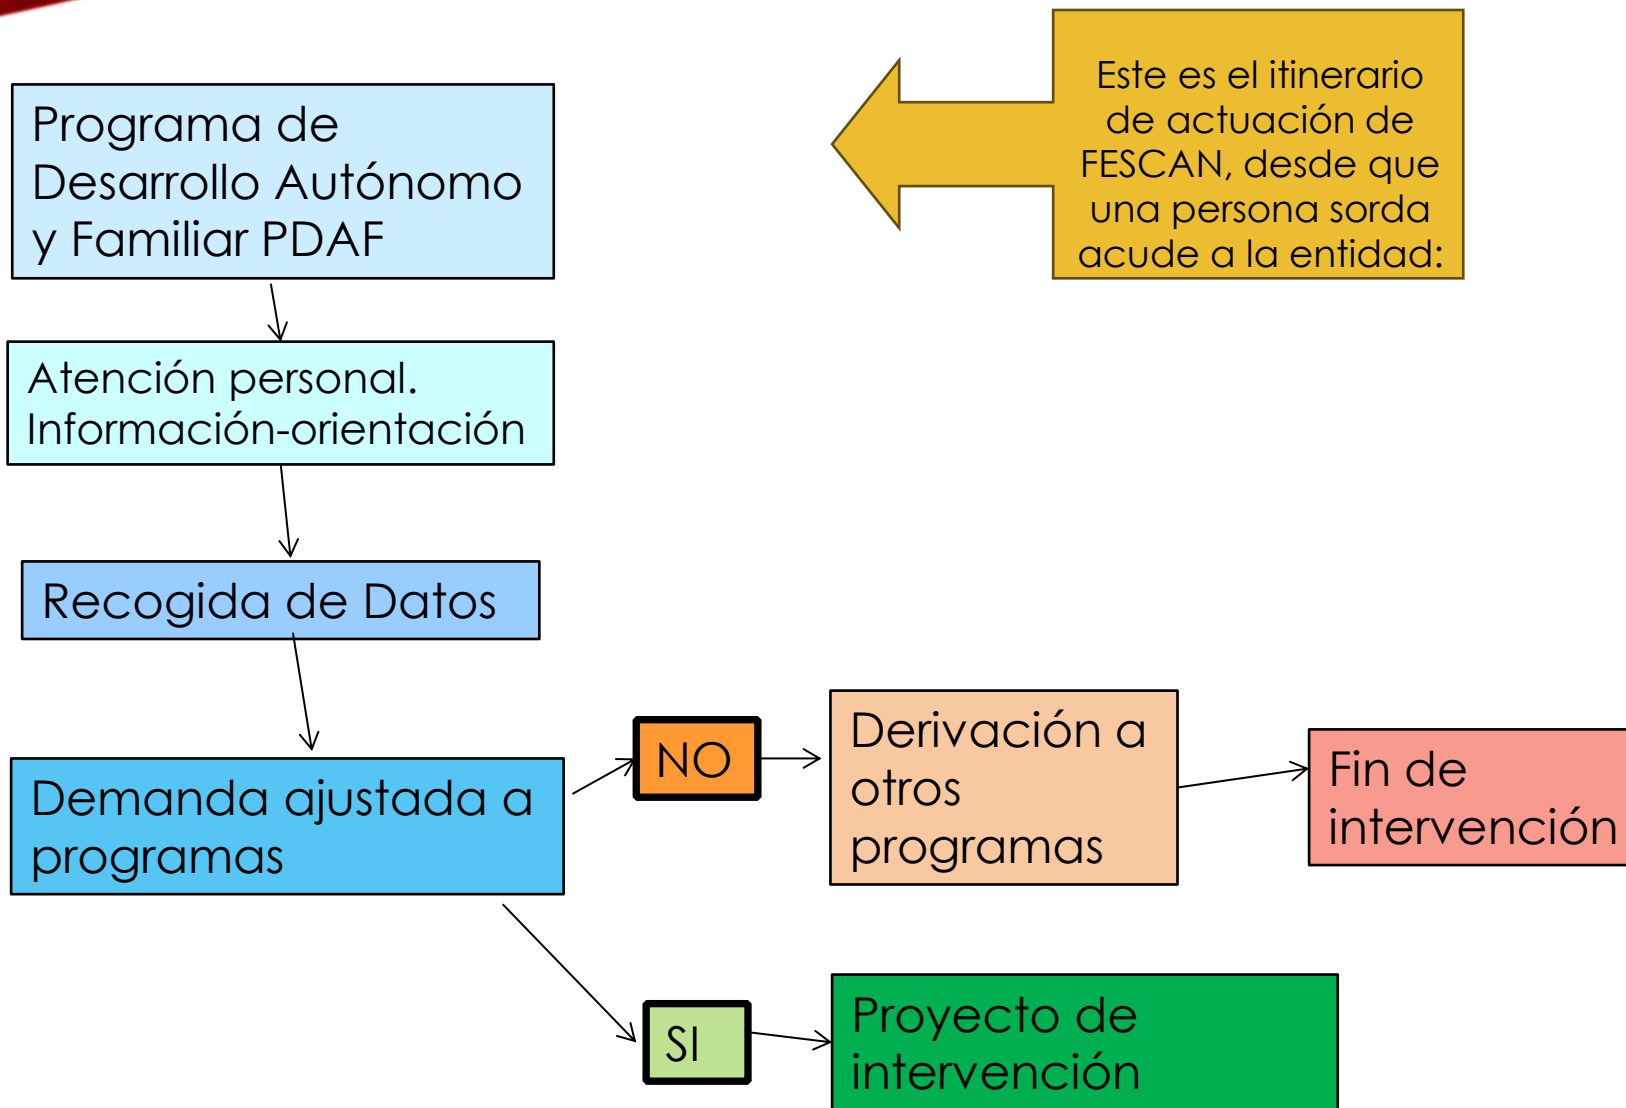 Programa de
Desarrollo Autónomo
y Familiar PDAF
Este es el itinerario
de actuación de
FESCAN, desde que
una persona sorda
acude a la entidad:
Atención personal.
Información-orientación
Recogida de Datos
Demanda ajustada a
programas
NO
Derivación a
otros
programas
Fin de
intervención
SI
Proyecto de
intervención